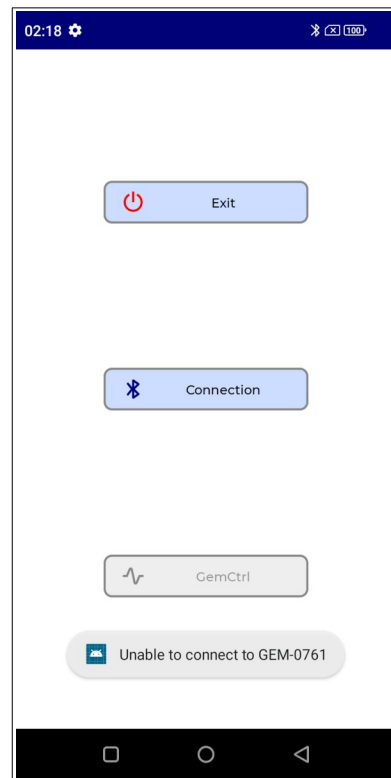 02:18
100
Exit
Connection
GemCtrl
Unable to connect to GEM-0761